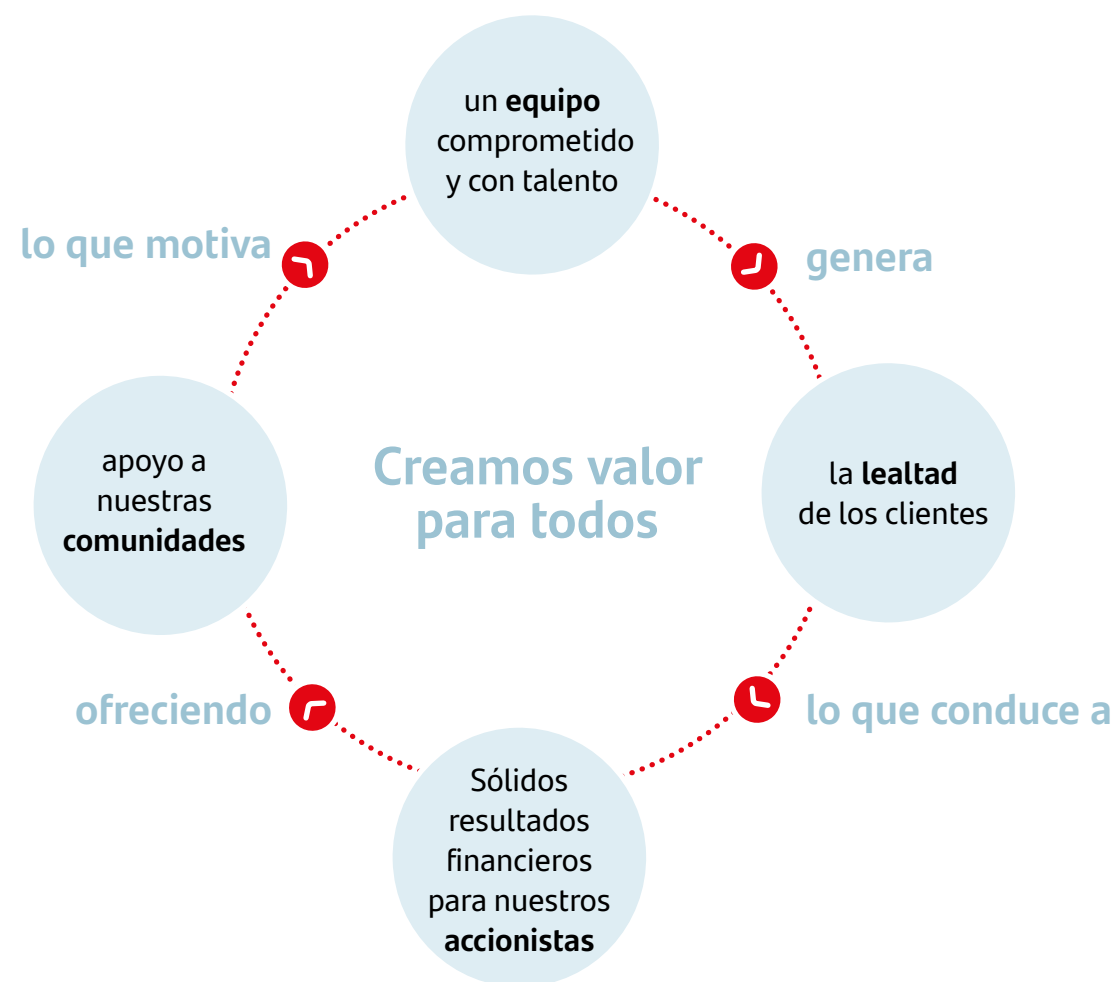 un equipo
comprometido
y con talento
lo que motiva
genera
apoyo a
nuestras
comunidades
Creamos valor
para todos
la lealtad
de los clientes
ofreciendo
lo que conduce a
Sólidos
resultados
financieros
para nuestros
accionistas